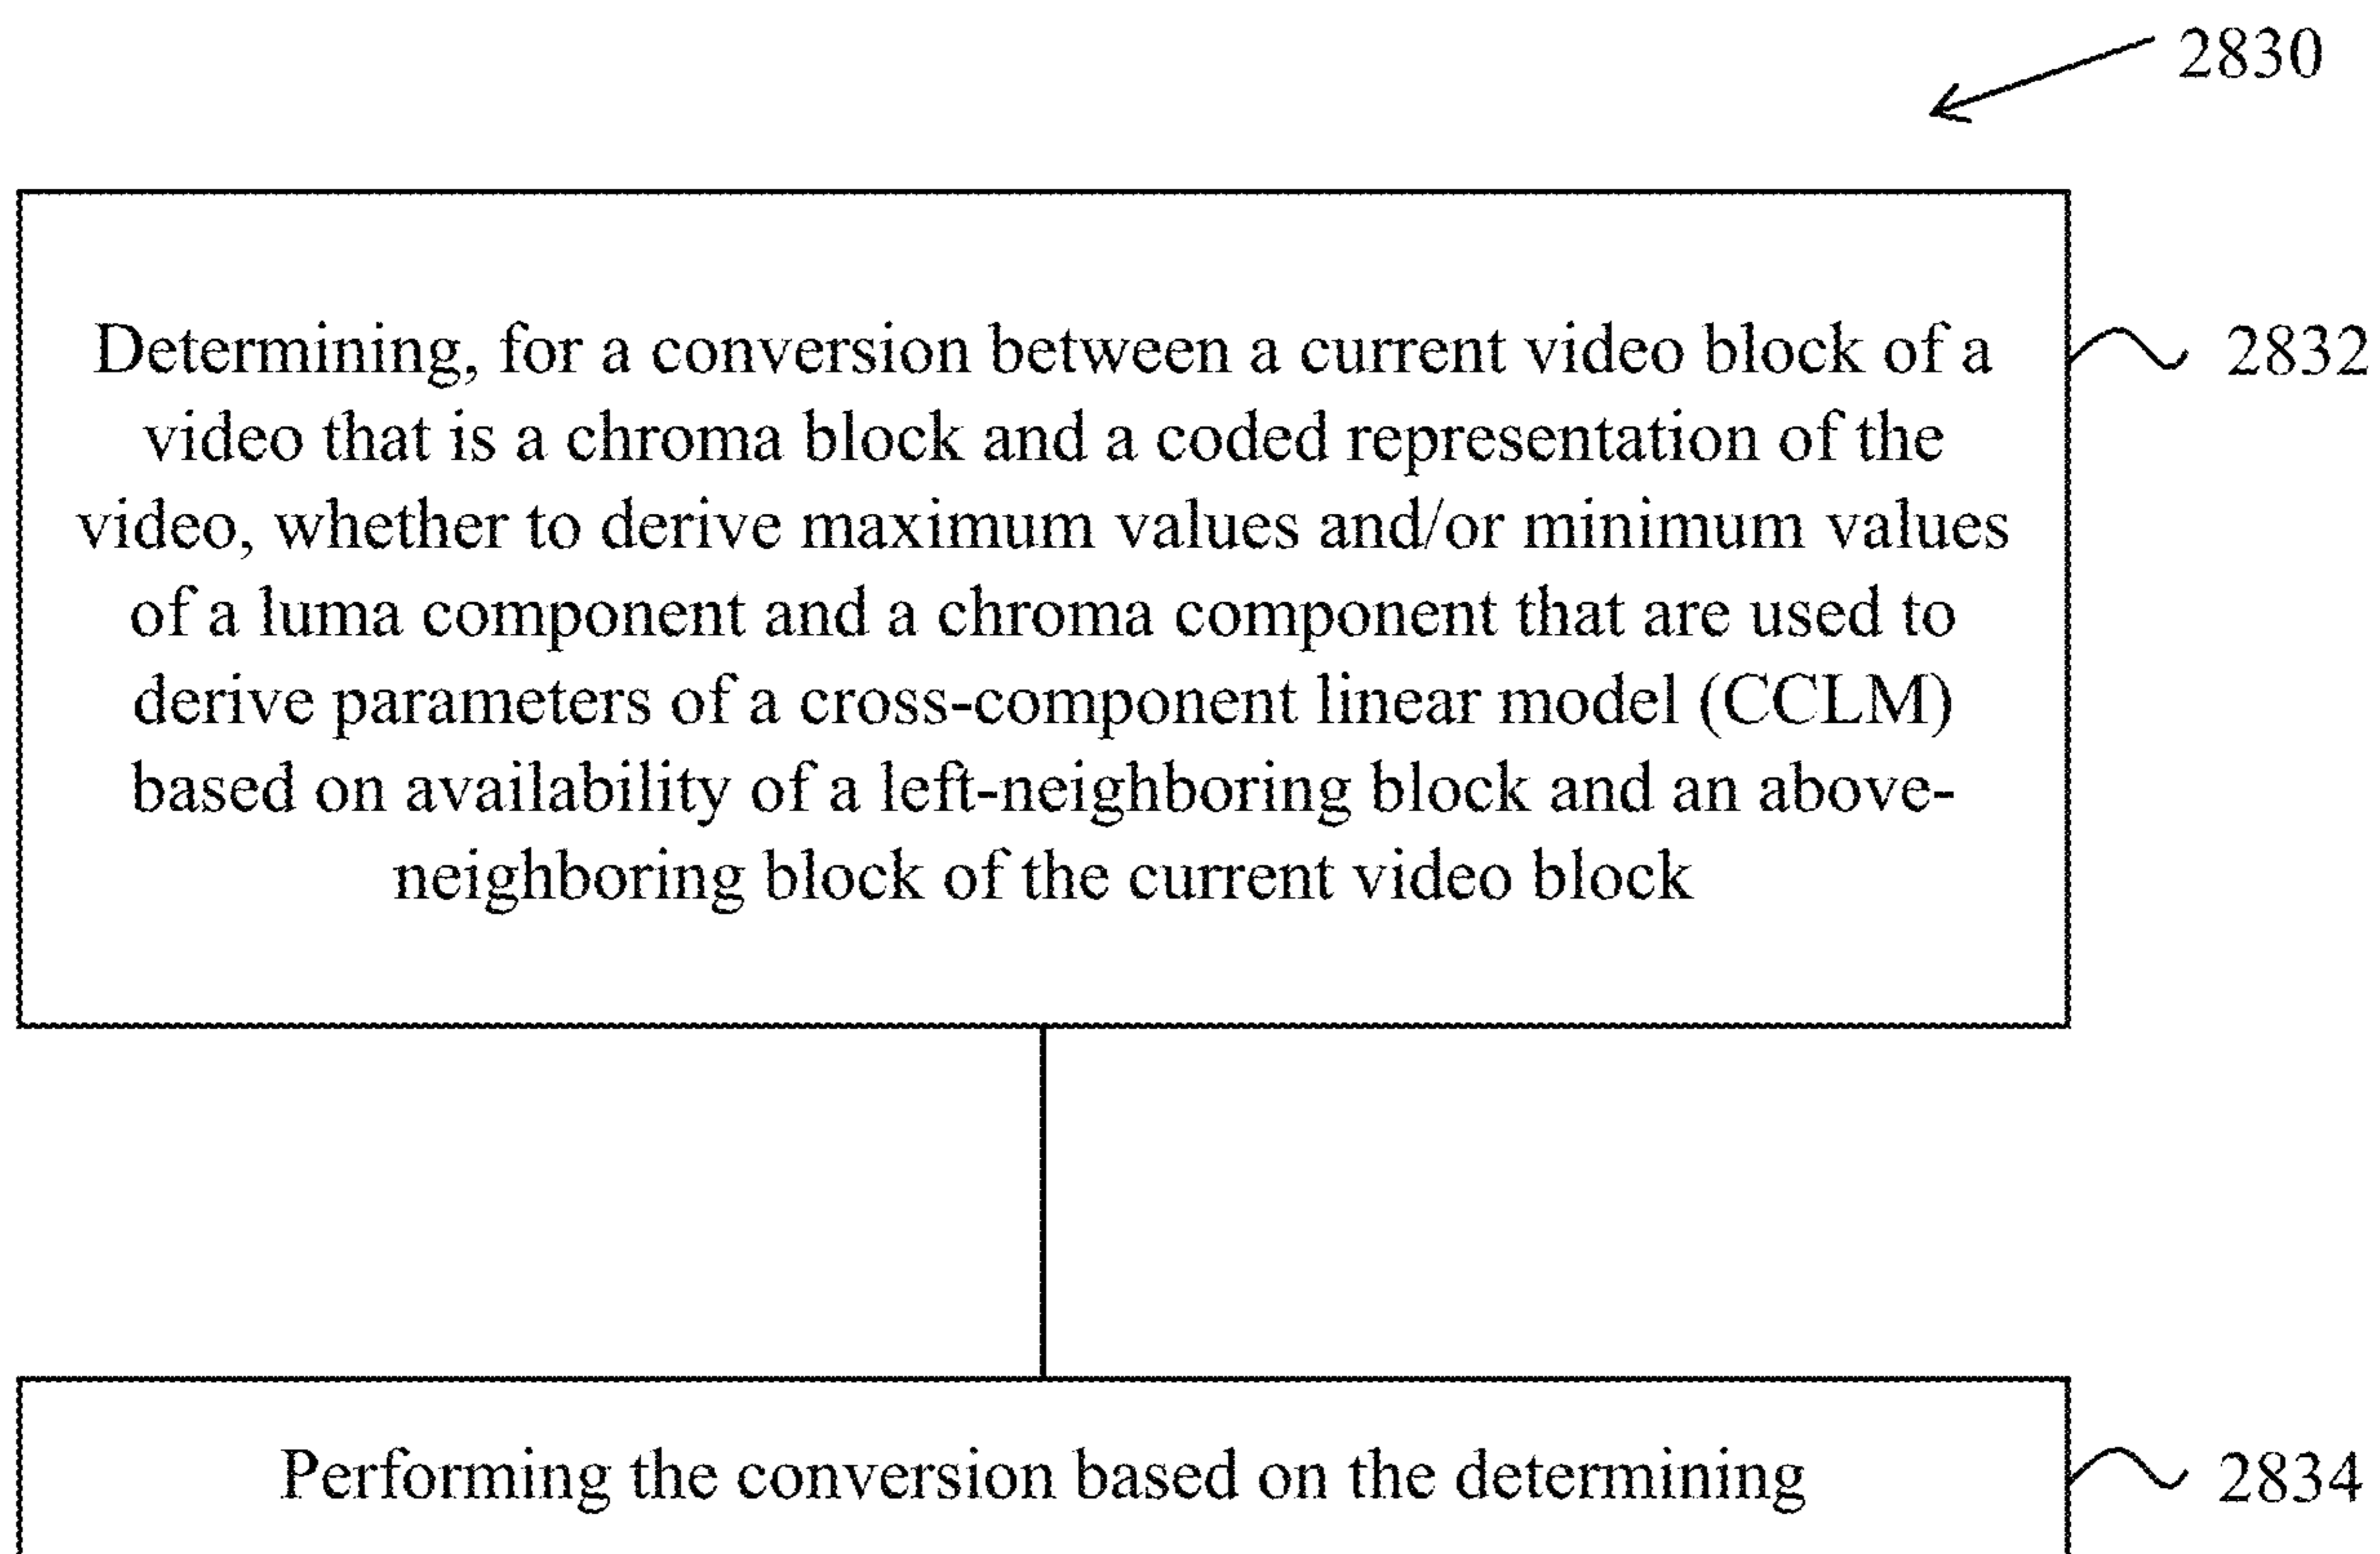 2830
Determining, for a conversion between a current video block of a
video that is a chroma block and a coded representation of the
video, whether to derive maximum values and/or minimum values
of a luma component and a chroma component that are used to
derive parameters of a cross-component linear model (CCLM)
based on availability of a left-neighboring block and an above-
neighboring block of the current video block
2832
Performing the conversion based on the determining
2834